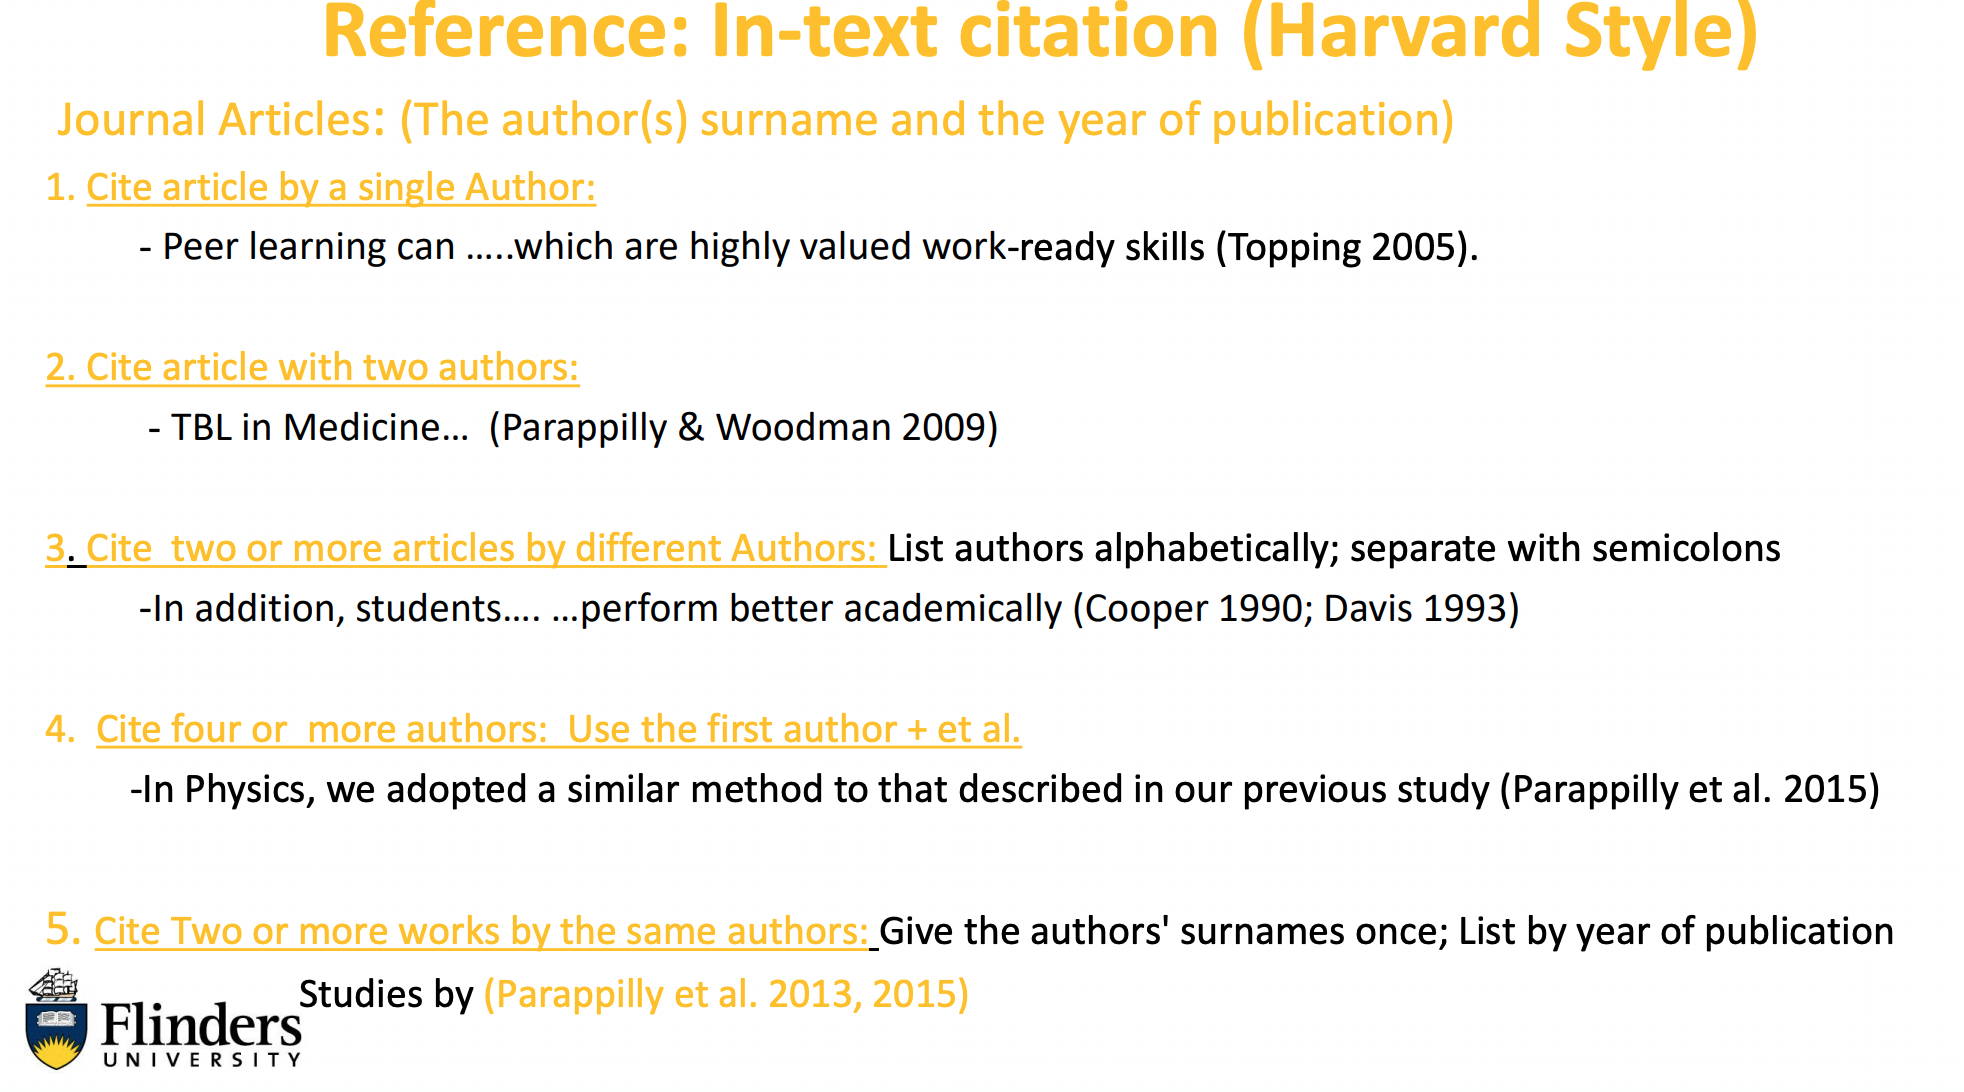 Reference: In-text citation (Harvard Style)
Journal Articles: (The author(s) surname and the year of publication)
1. Cite article by a single Author:
- Peer learning can …..which are highly valued work-ready skills (Topping 2005).
2. Cite article with two authors:
- TBL in Medicine… (Parappilly & Woodman 2009)
3. Cite two or more articles by different Authors: List authors alphabetically; separate with semicolons
-In addition, students…. …perform better academically (Cooper 1990; Davis 1993)
4. Cite four or more authors: Use the first author + et al.
-In Physics, we adopted a similar method to that described in our previous study (Parappilly et al. 2015)
5. Cite Two or more works by the same authors: Give the authors' surnames once; List by year of publication
Studies by (Parappilly et al. 2013, 2015)
Flinders
UNIVERSITY